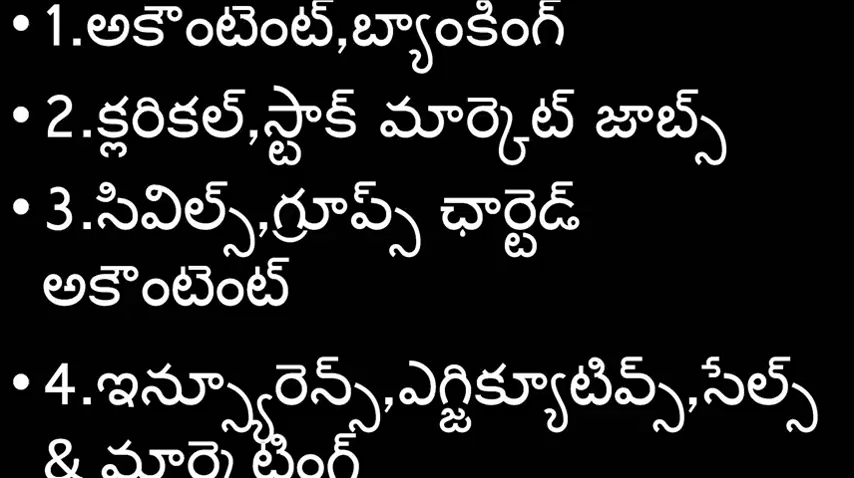 • 1.అకౌంటెంట్,బ్యాంకింగ్
• 2.క్లరికల్,స్టాక్ మార్కెట్ జాబ్స్
• 3.సివిల్స్,గ్రూప్స్ ఛార్టెడ్
అకౌంటెంట్
• 4.ఇన్స్యూరెన్స్,ఎగ్జిక్యూటివ్స్,సేల్స్
& మార్కెటింగ్